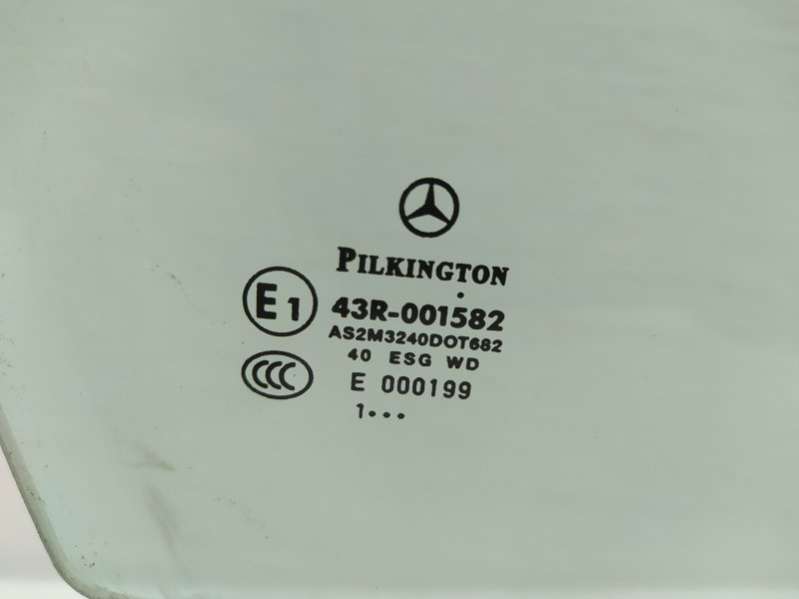 PILKINGTON
E1 43R-001582
AS2M3240DOT682
40 ESG WD
CCC
E 000199
1•••